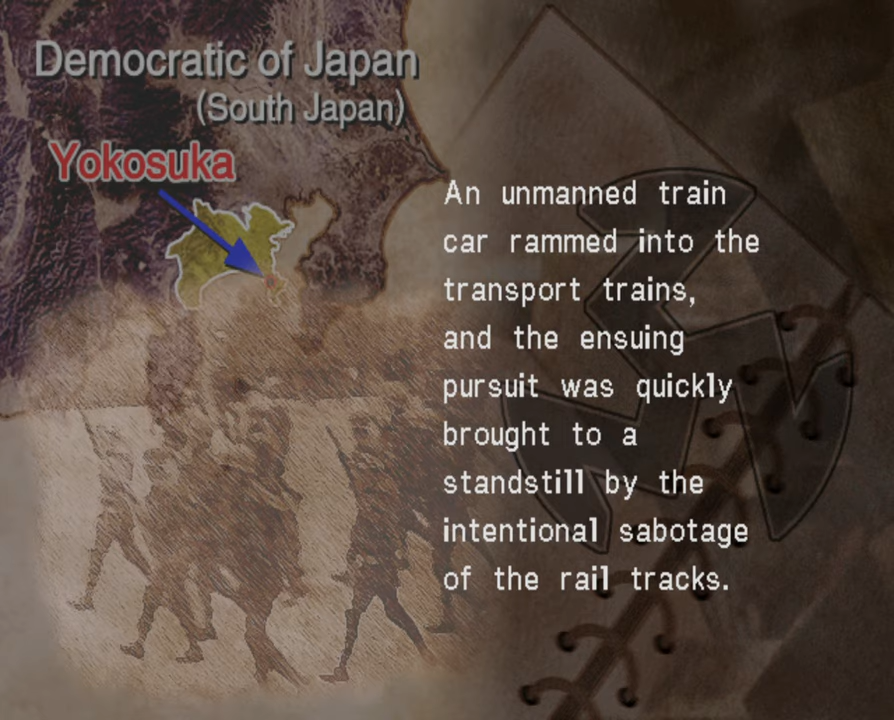 Democratic of Japan
(South Japan)
Yokosuka
An unmanned train
car rammed into the
transport trains,
and the ensuing
pursuit was quickly
brought to a
standstill by the
intentional sabotage
of the rail tracks.